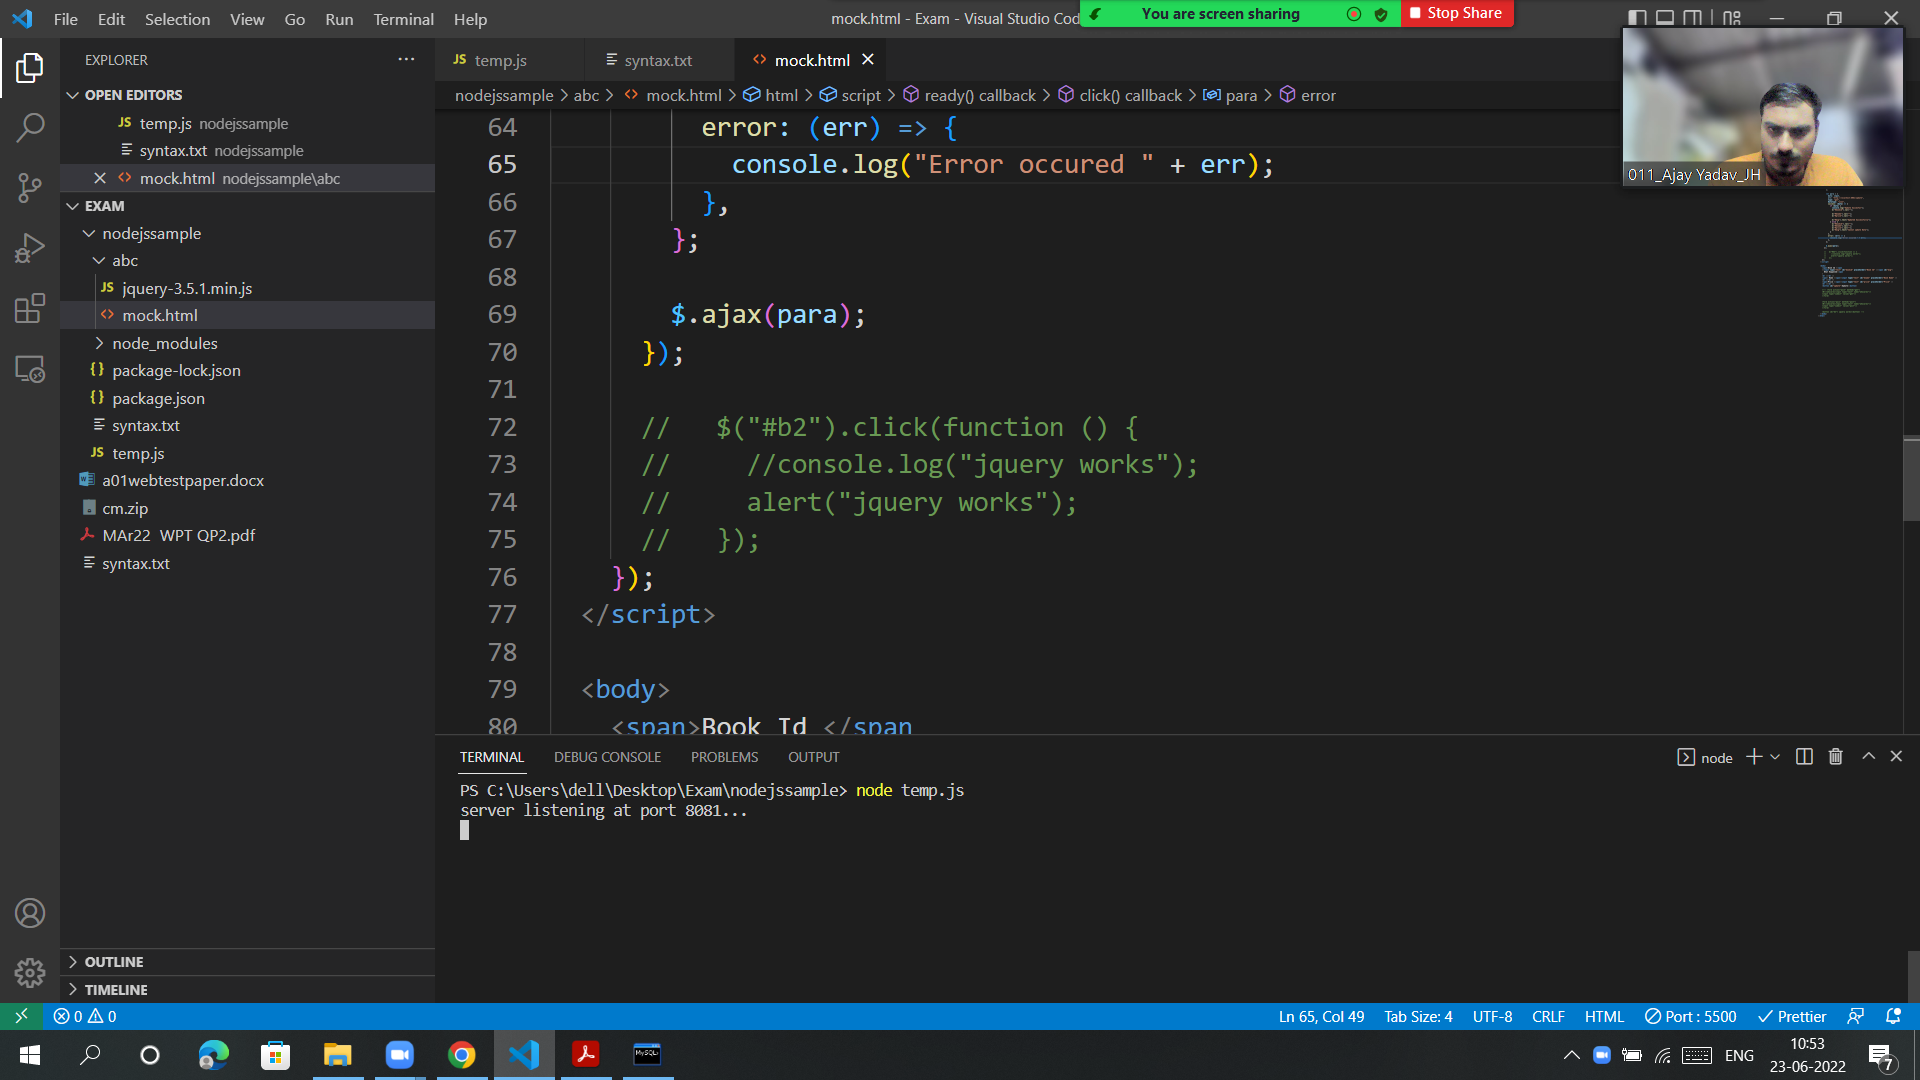 File Edit Selection View Go Run Terminal Help
mock.html - Exam - Visual Studio Cod
You are screen sharing
Stop Share
EXPLORER
OPEN EDITORS
JS temp.js nodejssample
syntax.txt nodejssample
mock.html nodejssample\abc
EXAM
nodejssample
abc
JS jquery-3.5.1.min.js
mock.html
node_modules
{} package-lock.json
{} package.json
syntax.txt
JS temp.js
a01webtestpaper.docx
cm.zip
MAr22 WPT QP2.pdf
syntax.txt
OUTLINE
TIMELINE
JS temp.js
syntax.txt
mock.html
nodejssample > abc > mock.html > html > script > ready() callback > click() callback > para > error
011_Ajay Yadav_JH
64 error: (err) => {
65 console.log("Error occured " + err);
66 },
67 };
68
69 $.ajax(para);
70 });
71
72 // $("#b2").click(function () {
73 // //console.log("jquery works");
74 // alert("jquery works");
75 // });
76 });
77 </script>
78
79 <body>
80 <span>Book Id </span
TERMINAL DEBUG CONSOLE PROBLEMS OUTPUT
node
PS C:\Users\dell\Desktop\Exam\nodejssample> node temp.js
server listening at port 8081...
0 0
Ln 65, Col 49 Tab Size: 4 UTF-8 CRLF HTML Port : 5500 Prettier
MySQL
ENG
10:53
23-06-2022
7